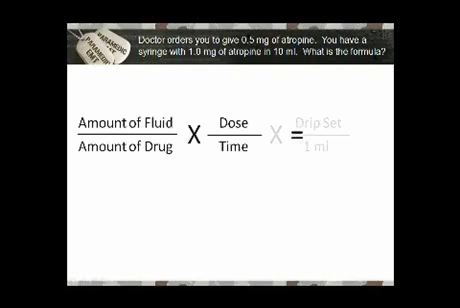 Doctor orders you to give 0.5 mg of atropine. You have a
syringe with 1.0 mg of atropine in 10 ml. What is the formula?
PARAMEDIC
PARAMEDIC
EMT
Amount of Fluid X Dose X = Drip Set
Amount of Drug Time 1 ml